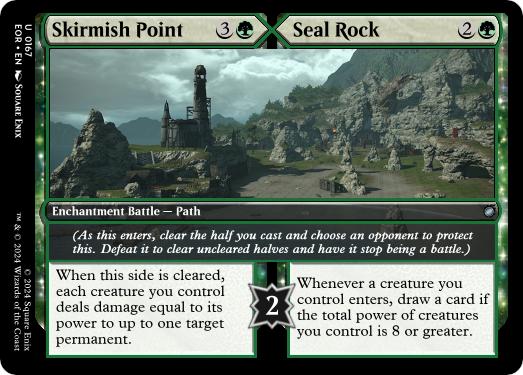 Skirmish Point 3
Seal Rock 2
Enchantment Battle — Path
(As this enters, clear the half you cast and choose an opponent to protect
this. Defeat it to clear uncleared halves and have it stop being a battle.)
When this side is cleared,
each creature you control
deals damage equal to its
power to up to one target
permanent.
2
Whenever a creature you
control enters, draw a card if
the total power of creatures
you control is 8 or greater.
U 0167
EOR • EN SQUARE ENIX
™ & © 2024 Wizards of the Coast
© 2024 Square Enix